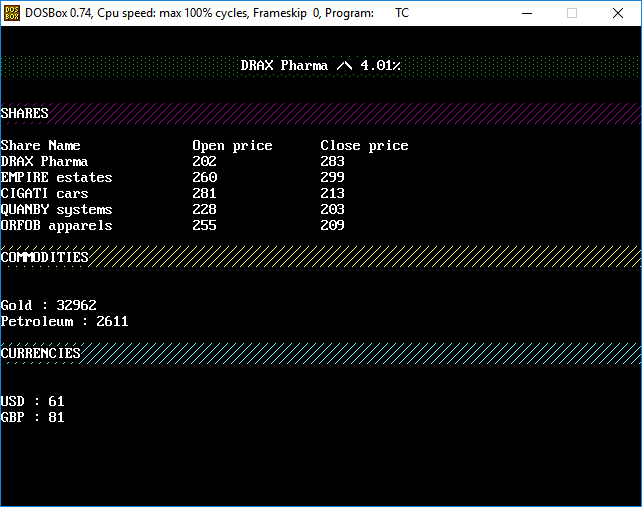 DOSBox 0.74, Cpu speed: max 100% cycles, Frameskip 0, Program: TC
DRAX Pharma /\ 4.01%
SHARES
Share Name Open price Close price
DRAX Pharma 202 283
EMPIRE estates 260 299
CIGATI cars 281 213
QUANBY systems 228 203
ORFOB apparels 255 209
COMMODITIES
Gold : 32962
Petroleum : 2611
CURRENCIES
USD : 61
GBP : 81